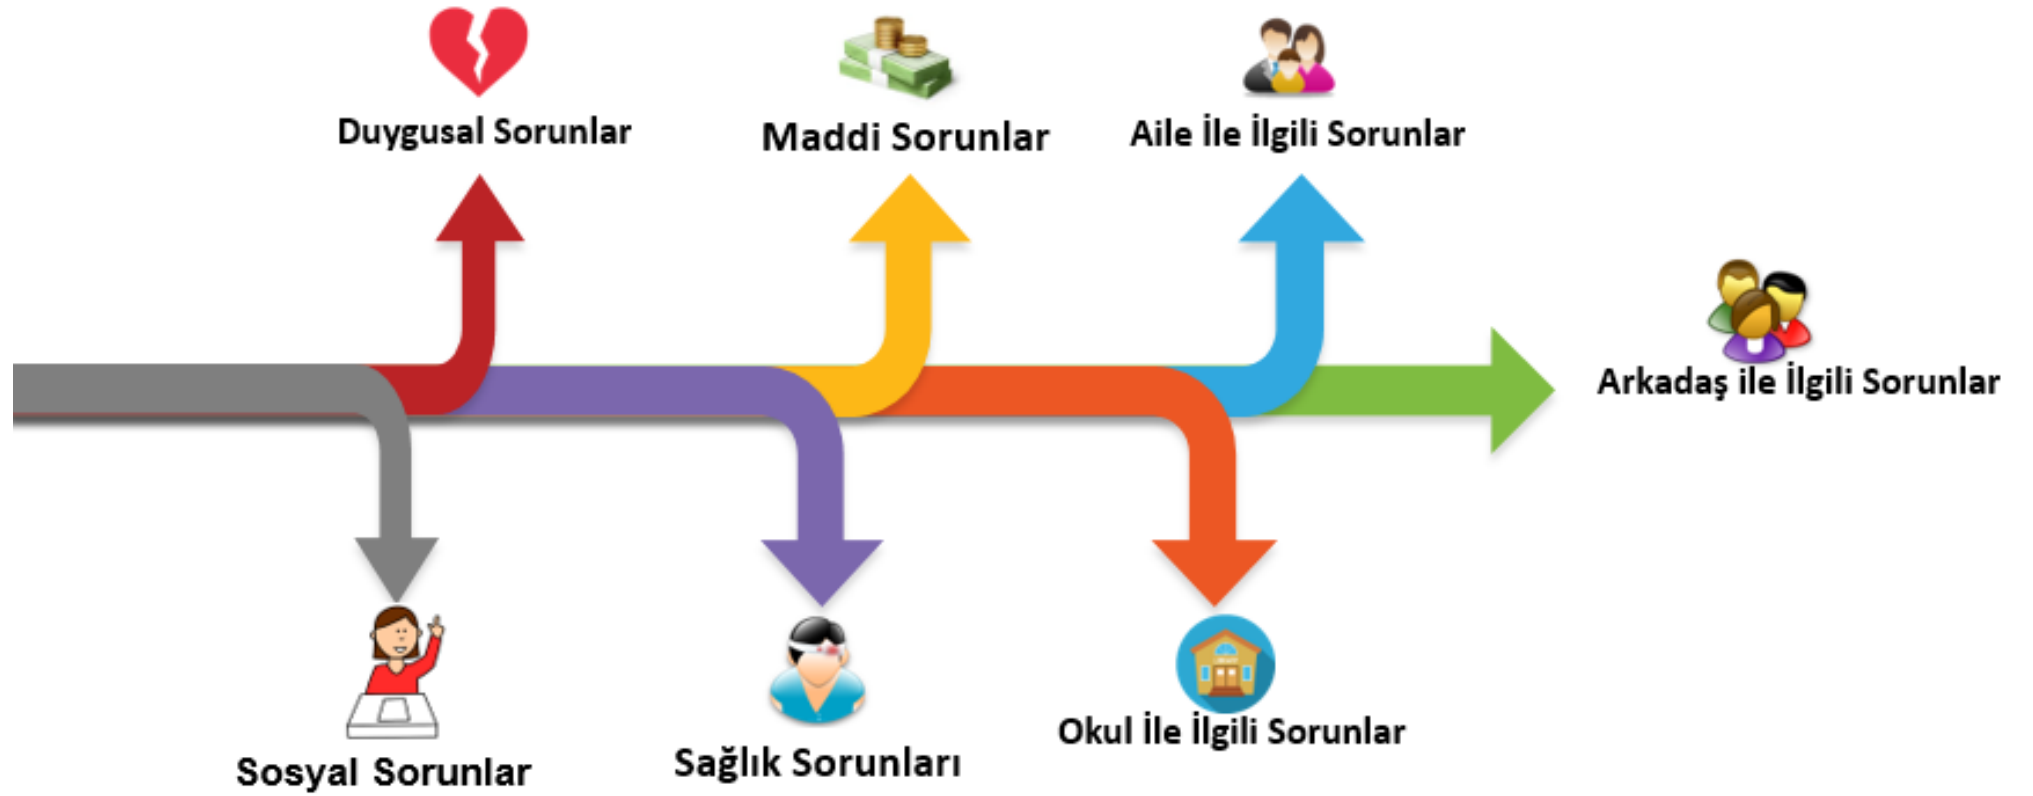 Duygusal Sorunlar
Maddi Sorunlar
Aile İle İlgili Sorunlar
Arkadaş ile İlgili Sorunlar
Sosyal Sorunlar
Sağlık Sorunları
Okul İle İlgili Sorunlar